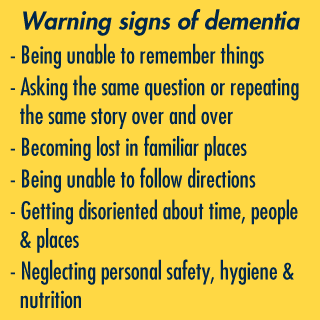 Warning signs of dementia
- Being unable to remember things
- Asking the same question or repeating
the same story over and over
- Becoming lost in familiar places
- Being unable to follow directions
- Getting disoriented about time, people
& places
- Neglecting personal safety, hygiene &
nutrition